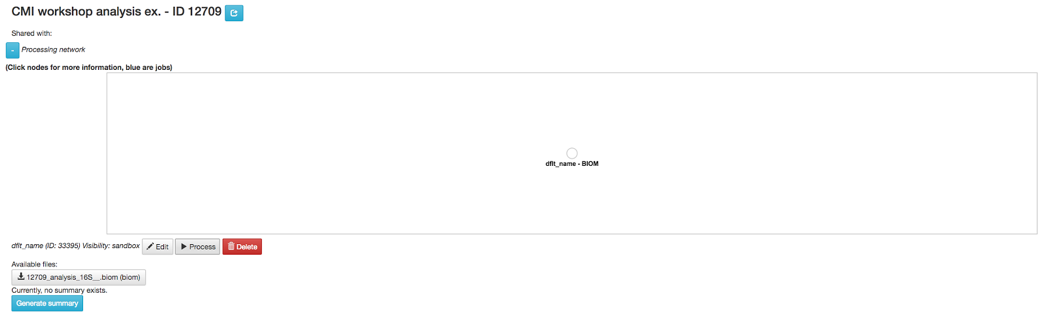 CMI workshop analysis ex. - ID 12709
Shared with:
- Processing network
(Click nodes for more information, blue are jobs)
dflt_name - BIOM
dflt_name (ID: 33395) Visibility: sandbox Edit Process Delete
Available files:
12709_analysis_16S__.biom (biom)
Currently, no summary exists.
Generate summary